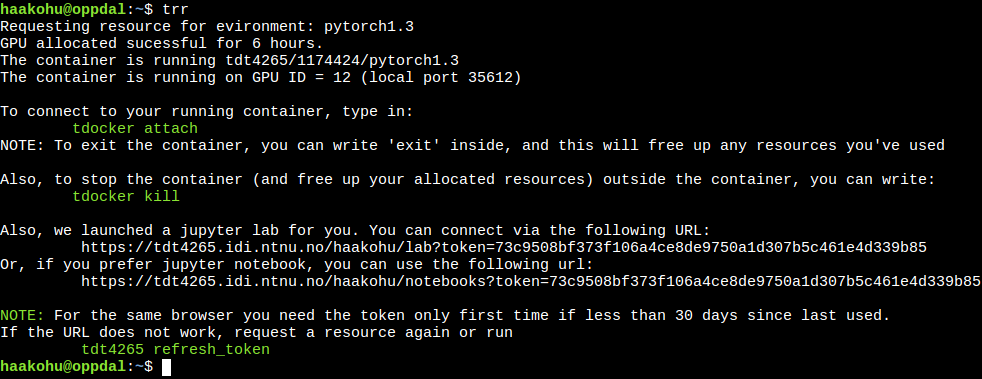 haakohu@oppdal:~$ trr
Requesting resource for evironment: pytorch1.3
GPU allocated sucessful for 6 hours.
The container is running tdt4265/1174424/pytorch1.3
The container is running on GPU ID = 12 (local port 35612)
To connect to your running container, type in:
tdocker attach
NOTE: To exit the container, you can write 'exit' inside, and this will free up any resources you've used
Also, to stop the container (and free up your allocated resources) outside the container, you can write:
tdocker kill
Also, we launched a jupyter lab for you. You can connect via the following URL:
https://tdt4265.idi.ntnu.no/haakohu/lab?token=73c9508bf373f106a4ce8de9750a1d307b5c461e4d339b85
Or, if you prefer jupyter notebook, you can use the following url:
https://tdt4265.idi.ntnu.no/haakohu/notebooks?token=73c9508bf373f106a4ce8de9750a1d307b5c461e4d339b85
NOTE: For the same browser you need the token only first time if less than 30 days since last used.
If the URL does not work, request a resource again or run
tdt4265 refresh_token
haakohu@oppdal:~$